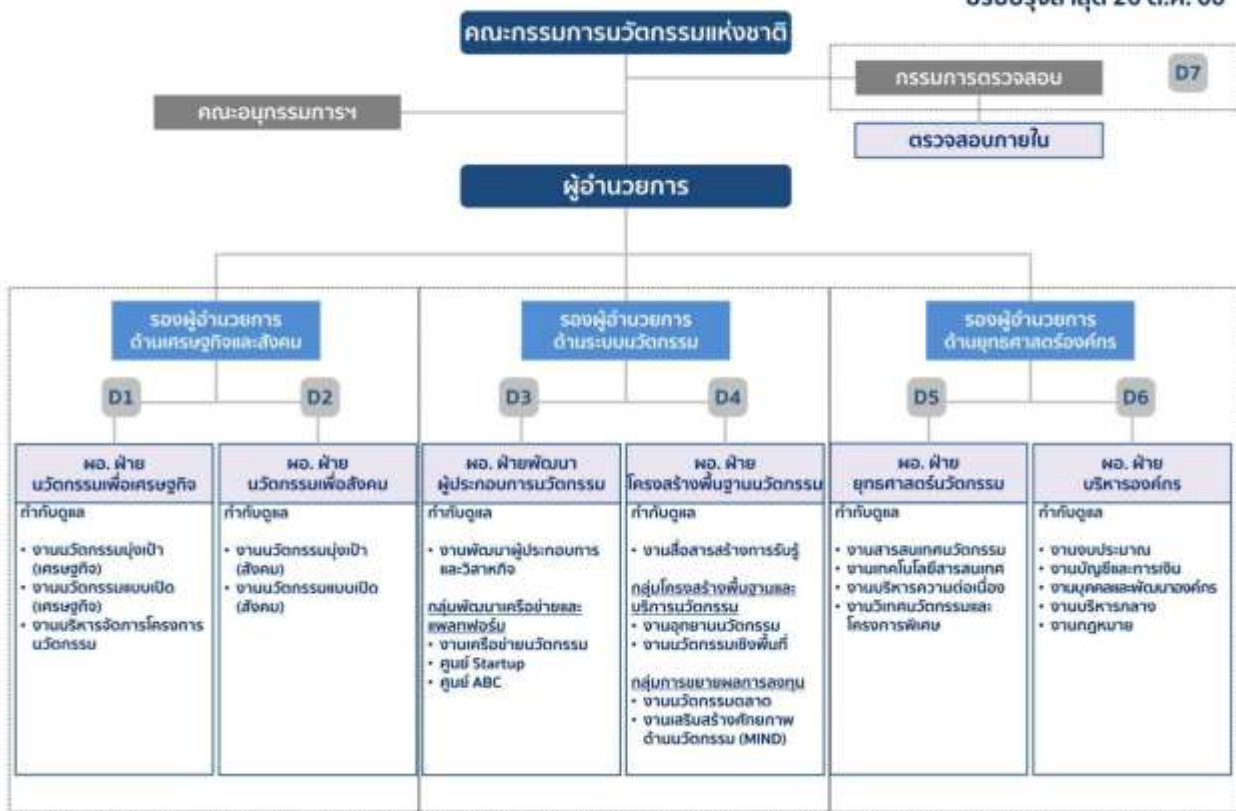 คณะกรรมการนวัตกรรมแห่งชาติ
กรรมการตรวจสอบ
D7
คณะอนุกรรมการฯ
ตรวจสอบภายใน
ผู้อำนวยการ
รองผู้อำนวยการ
ด้านเศรษฐกิจและสังคม
รองผู้อำนวยการ
ด้านระบบนวัตกรรม
รองผู้อำนวยการ
ด้านยุทธศาสตร์องค์กร
D1
D2
D3
D4
D5
D6
ผอ. ฝ่าย
นวัตกรรมเพื่อเศรษฐกิจ
กำกับดูแล
• งานนวัตกรรมมุ่งเป้า
(เศรษฐกิจ)
• งานนวัตกรรมแบบเปิด
(เศรษฐกิจ)
• งานบริหารจัดการโครงการ
นวัตกรรม
ผอ. ฝ่าย
นวัตกรรมเพื่อสังคม
กำกับดูแล
• งานนวัตกรรมมุ่งเป้า
(สังคม)
• งานนวัตกรรมแบบเปิด
(สังคม)
ผอ. ฝ่ายพัฒนา
ผู้ประกอบการนวัตกรรม
กำกับดูแล
• งานพัฒนาผู้ประกอบการ
และวิสาหกิจ
กลุ่มพัฒนาเครือข่ายและ
แพลทฟอร์ม
• งานเครือข่ายนวัตกรรม
• ศูนย์ Startup
• ศูนย์ ABC
ผอ. ฝ่าย
โครงสร้างพื้นฐานนวัตกรรม
กำกับดูแล
• งานสื่อสารสร้างการรับรู้
กลุ่มโครงสร้างพื้นฐานและ
บริการนวัตกรรม
• งานอุทยานนวัตกรรม
• งานนวัตกรรมเชิงพื้นที่
กลุ่มการขยายผลการลงทุน
• งานนวัตกรรมตลาด
• งานเสริมสร้างศักยภาพ
ด้านนวัตกรรม (MIND)
ผอ. ฝ่าย
ยุทธศาสตร์นวัตกรรม
กำกับดูแล
• งานสารสนเทศนวัตกรรม
• งานเทคโนโลยีสารสนเทศ
• งานบริหารความต่อเนื่อง
• งานวิเทศนวัตกรรมและ
โครงการพิเศษ
ผอ. ฝ่าย
บริหารองค์กร
กำกับดูแล
• งานงบประมาณ
• งานบัญชีและการเงิน
• งานบุคคลและพัฒนาองค์กร
• งานบริหารกลาง
• งานกฎหมาย